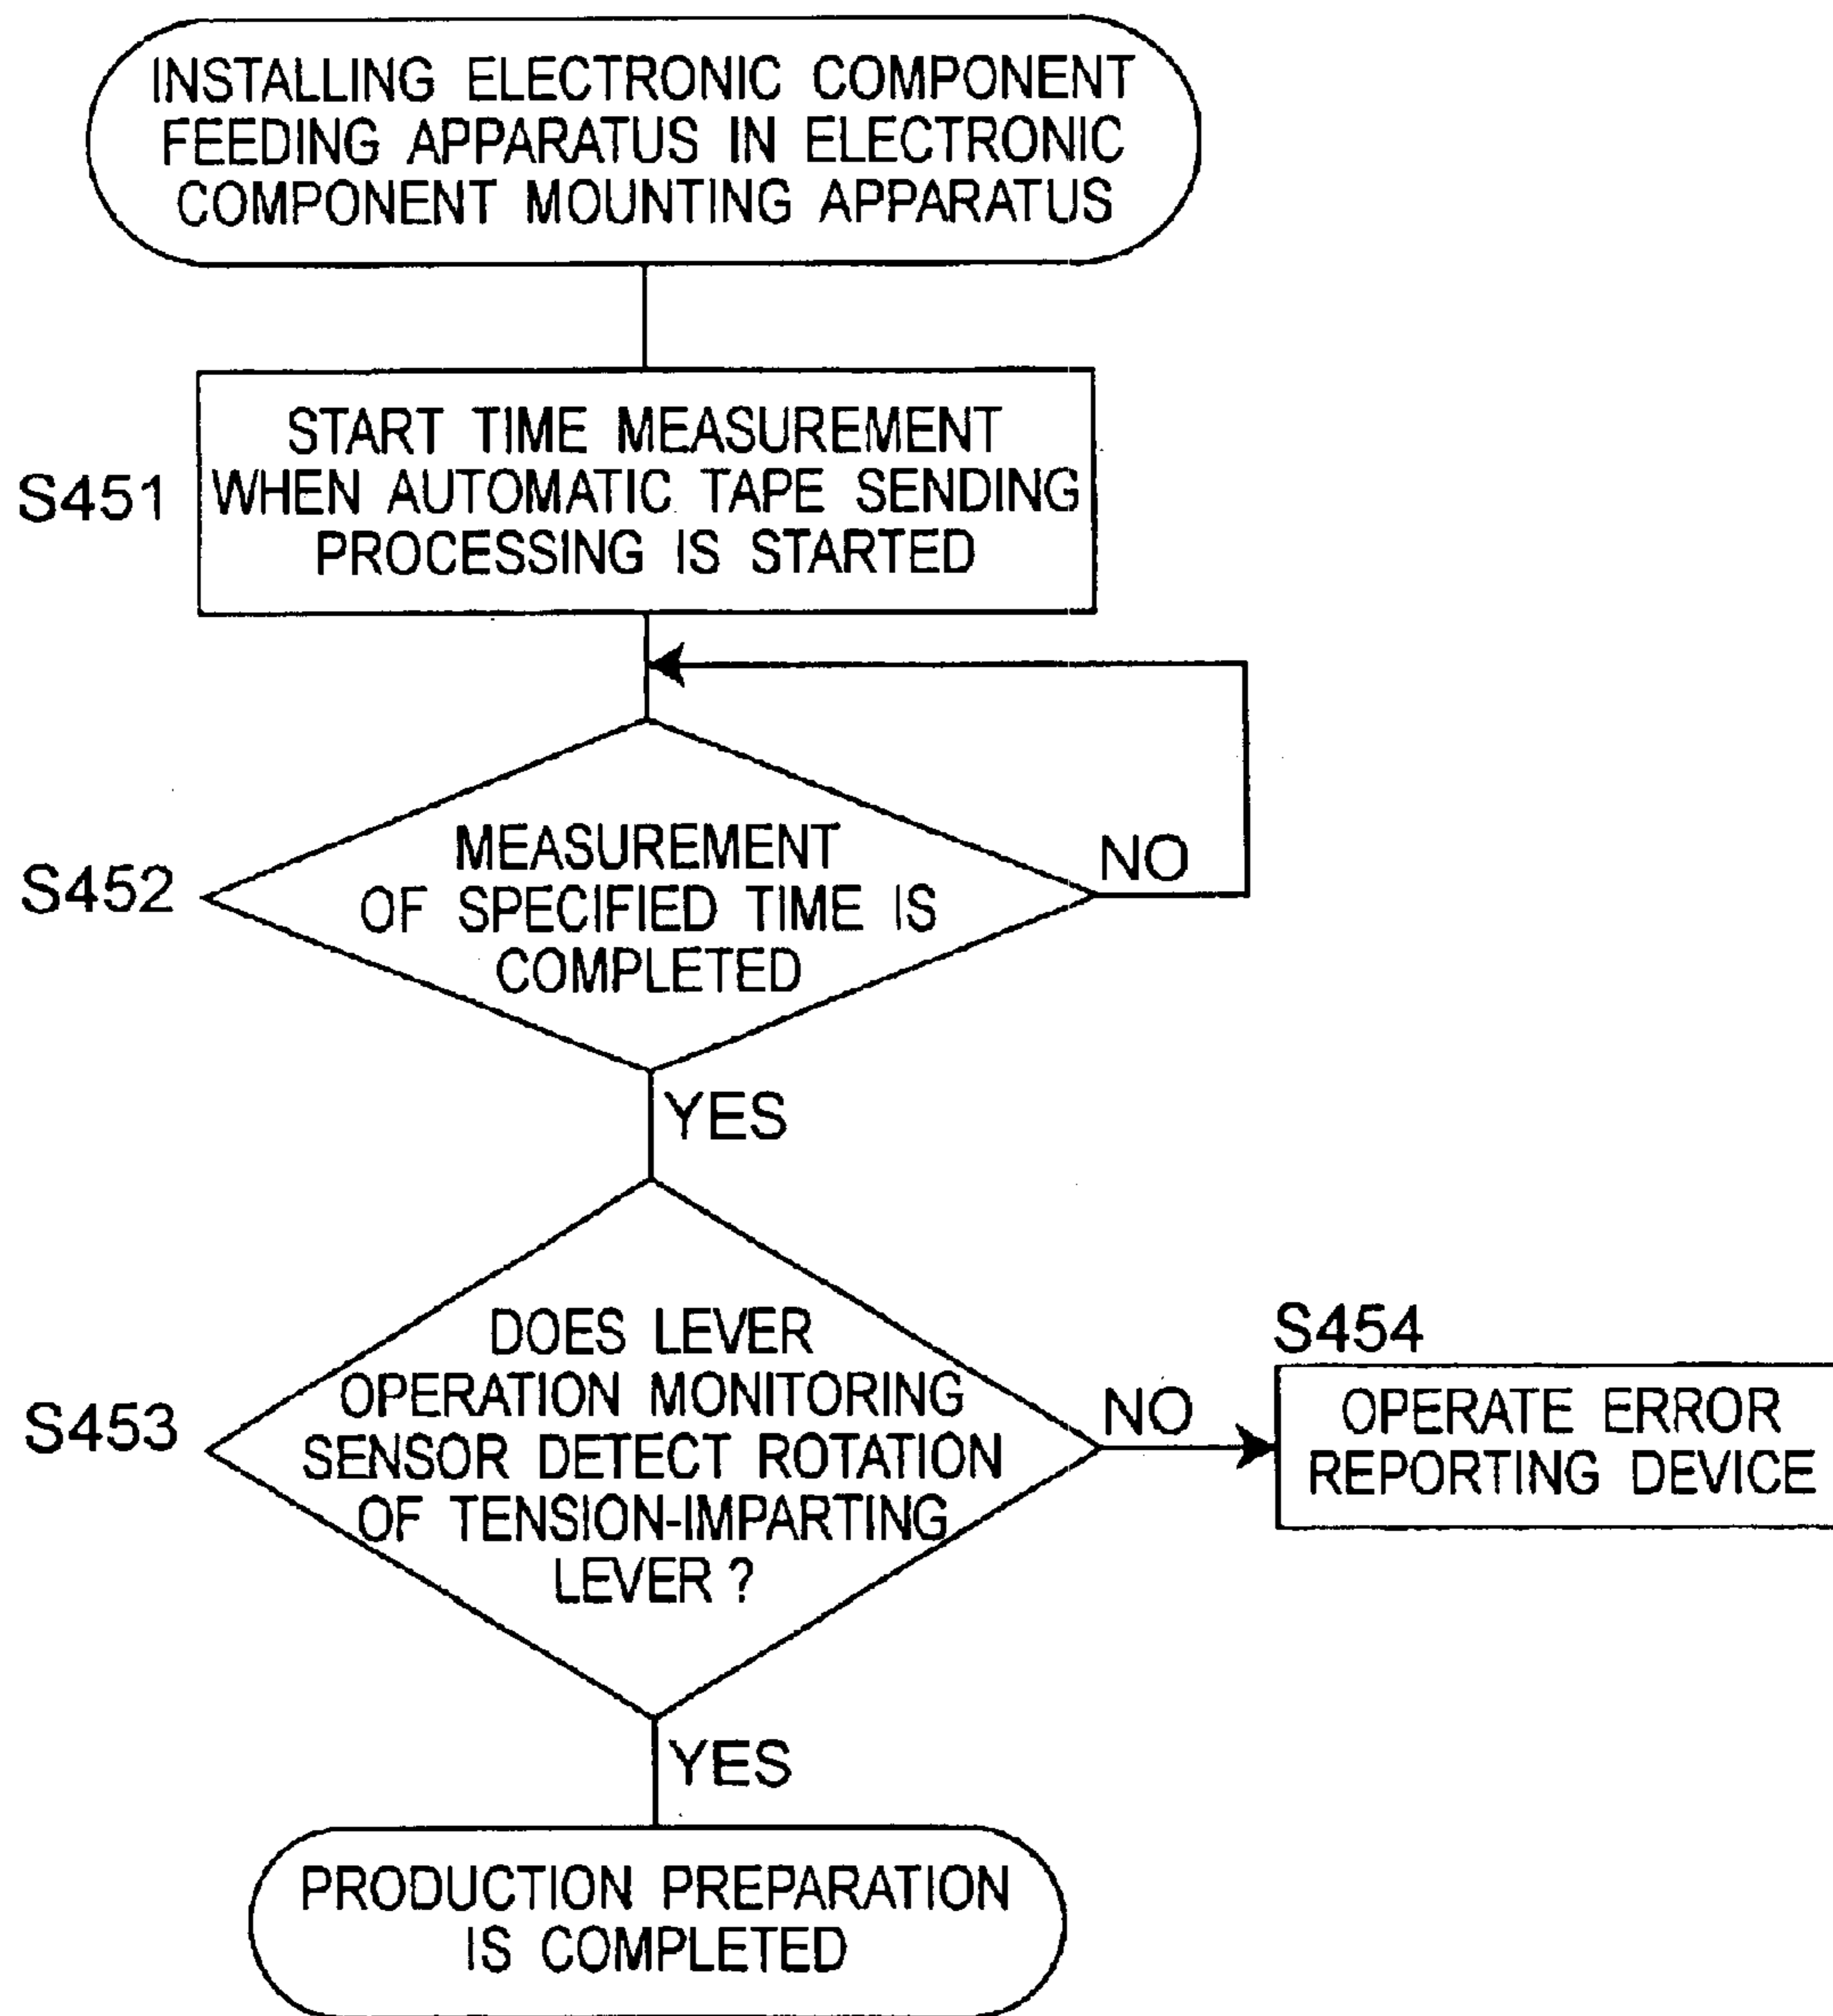 INSTALLING ELECTRONIC COMPONENT
FEEDING APPARATUS IN ELECTRONIC
COMPONENT MOUNTING APPARATUS
S451
START TIME MEASUREMENT
WHEN AUTOMATIC TAPE SENDING
PROCESSING IS STARTED
S452
MEASUREMENT
OF SPECIFIED TIME IS
COMPLETED
NO
YES
S453
DOES LEVER
OPERATION MONITORING
SENSOR DETECT ROTATION
OF TENSION-IMPARTING
LEVER ?
NO
S454
OPERATE ERROR
REPORTING DEVICE
YES
PRODUCTION PREPARATION
IS COMPLETED